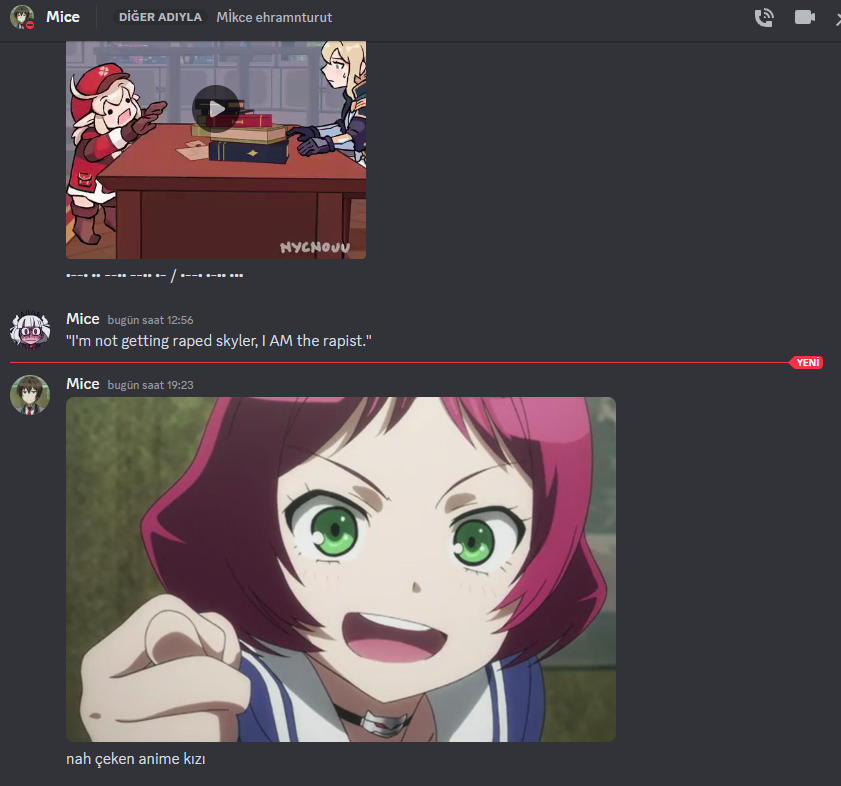 Mice DİĞER ADIYLA Mİkce ehramnturut
NYCNOUU
•−−• •• −−•• −−•• •− / •−−• •−•• •••
Mice bugün saat 12:56
"I'm not getting raped skyler, I AM the rapist."
YENİ
Mice bugün saat 19:23
nah çeken anime kızı